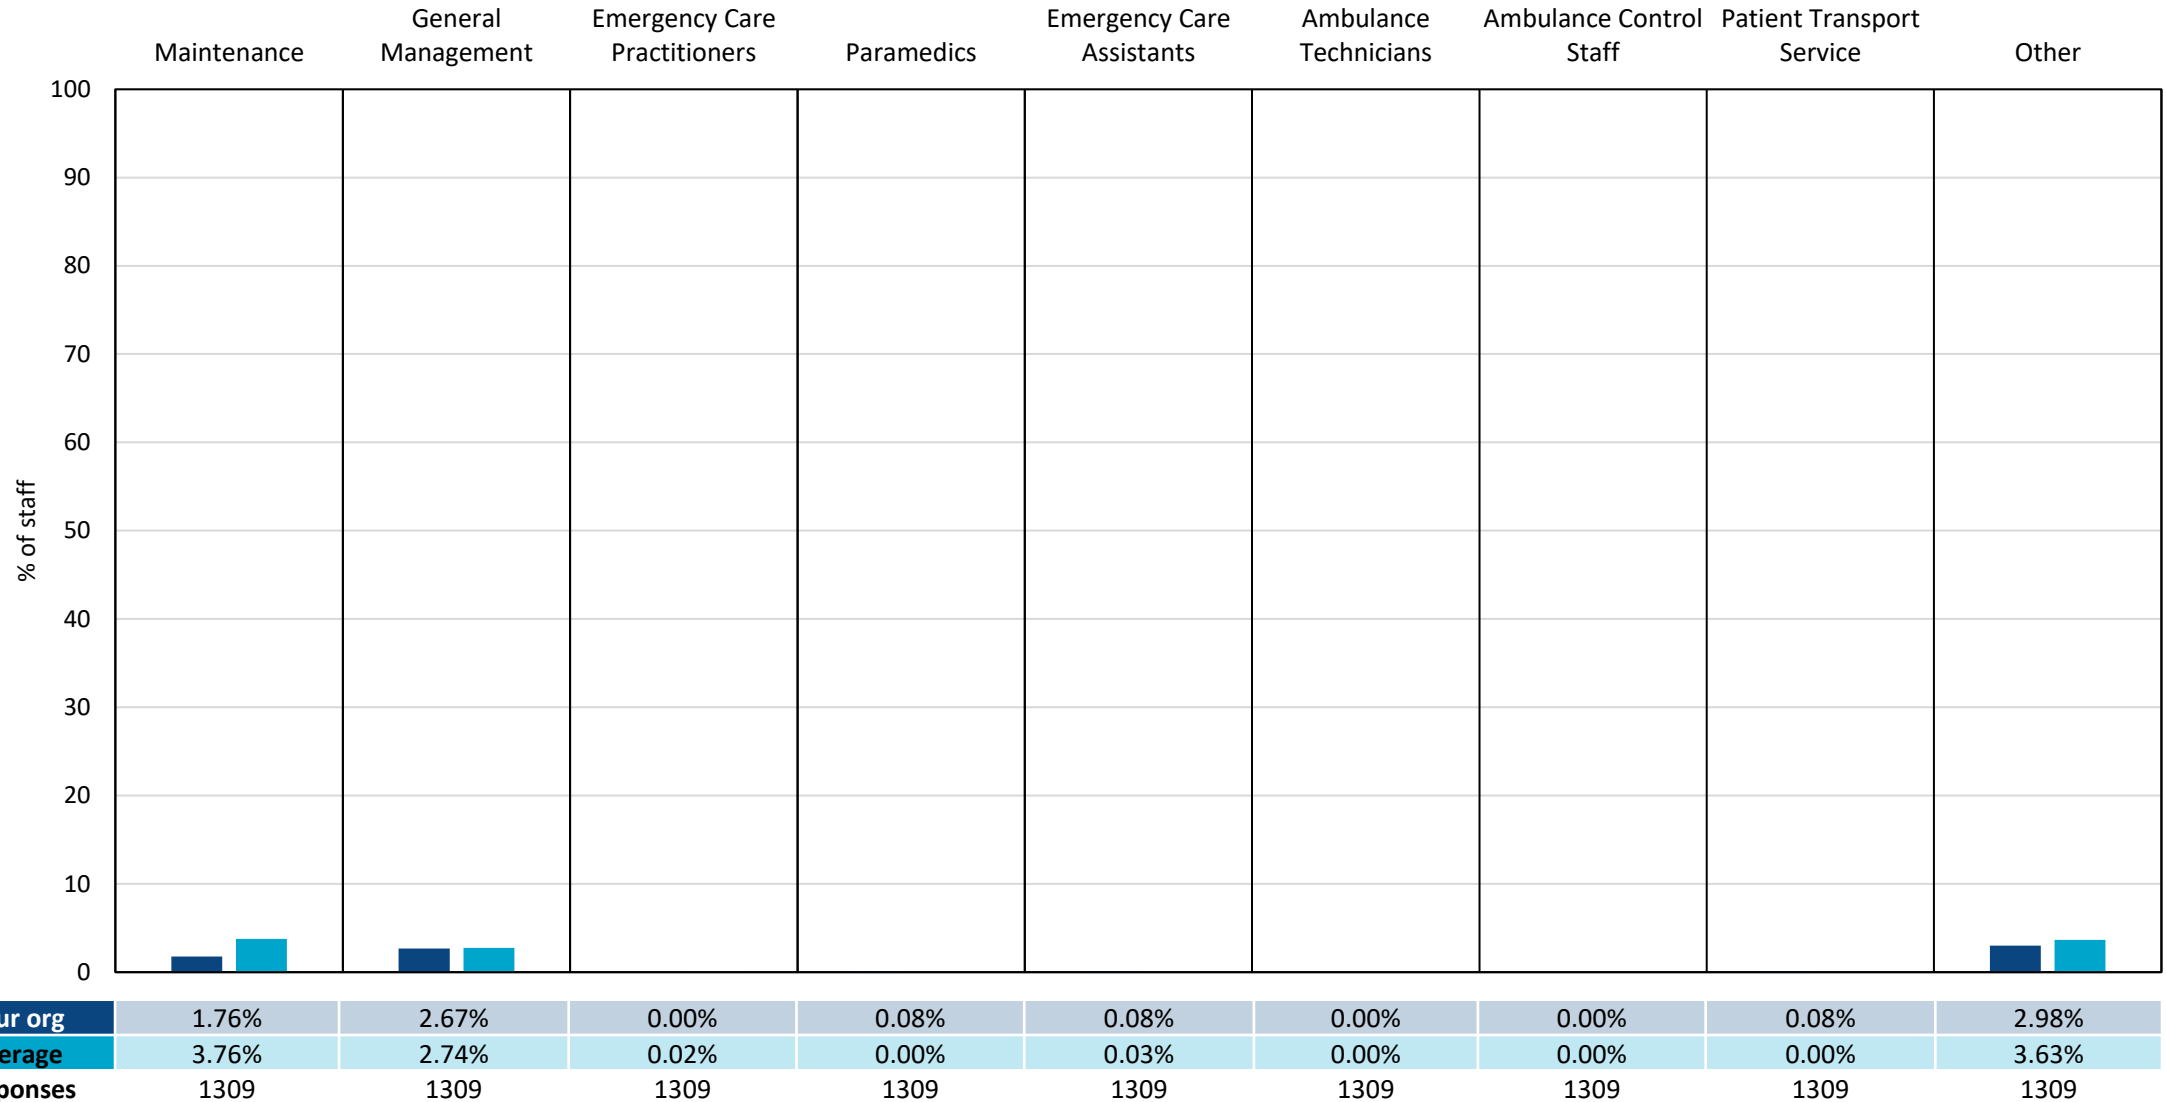 Maintenance
General
Management
Emergency Care
Practitioners
Paramedics
Emergency Care
Assistants
Ambulance
Technicians
Ambulance Control
Staff
Patient Transport
Service
Other
% of staff
100
90
80
70
60
50
40
30
20
10
0
ur org 1.76% 2.67% 0.00% 0.08% 0.08% 0.00% 0.00% 0.08% 2.98%
erage 3.76% 2.74% 0.02% 0.00% 0.03% 0.00% 0.00% 0.00% 3.63%
ponses 1309 1309 1309 1309 1309 1309 1309 1309 1309